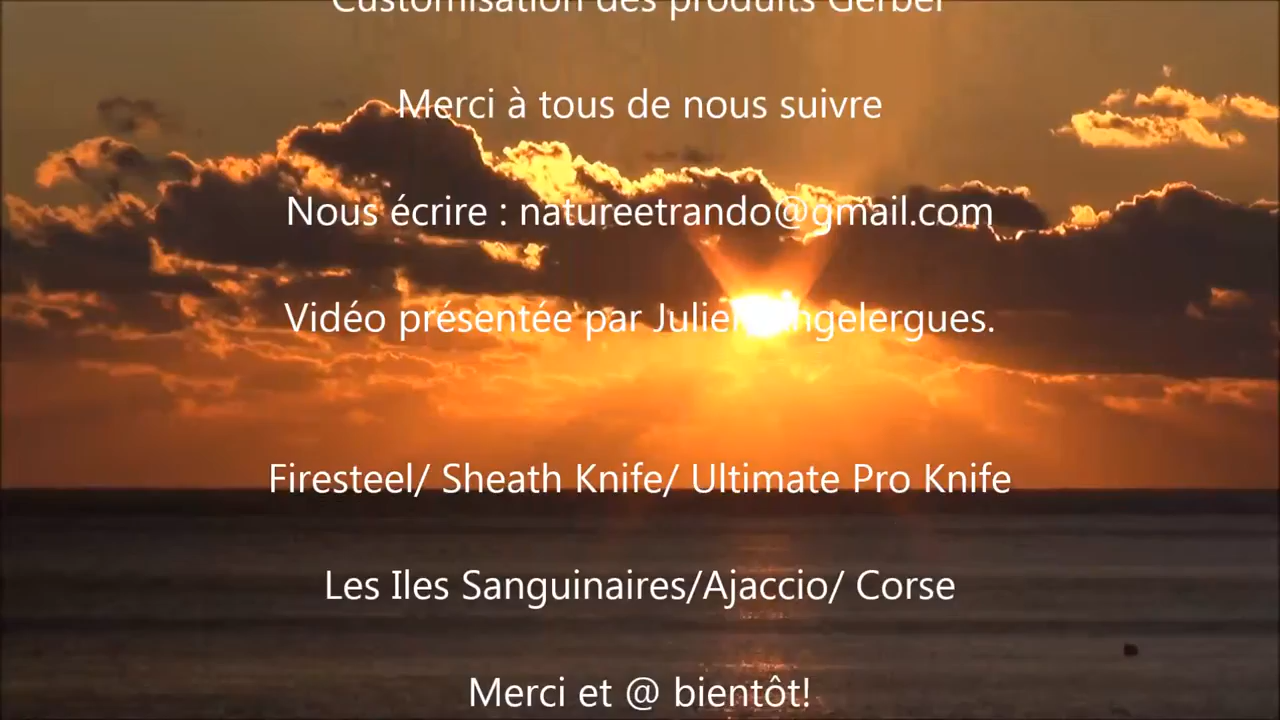 Customisation des produits Gerber
Merci à tous de nous suivre
Nous écrire : natureetrando@gmail.com
Vidéo présentée par
Firesteel/ Sheath Knife/ Ultimate Pro Knife
Les Iles Sanguinaires/Ajaccio/ Corse
Merci et @ bientôt!